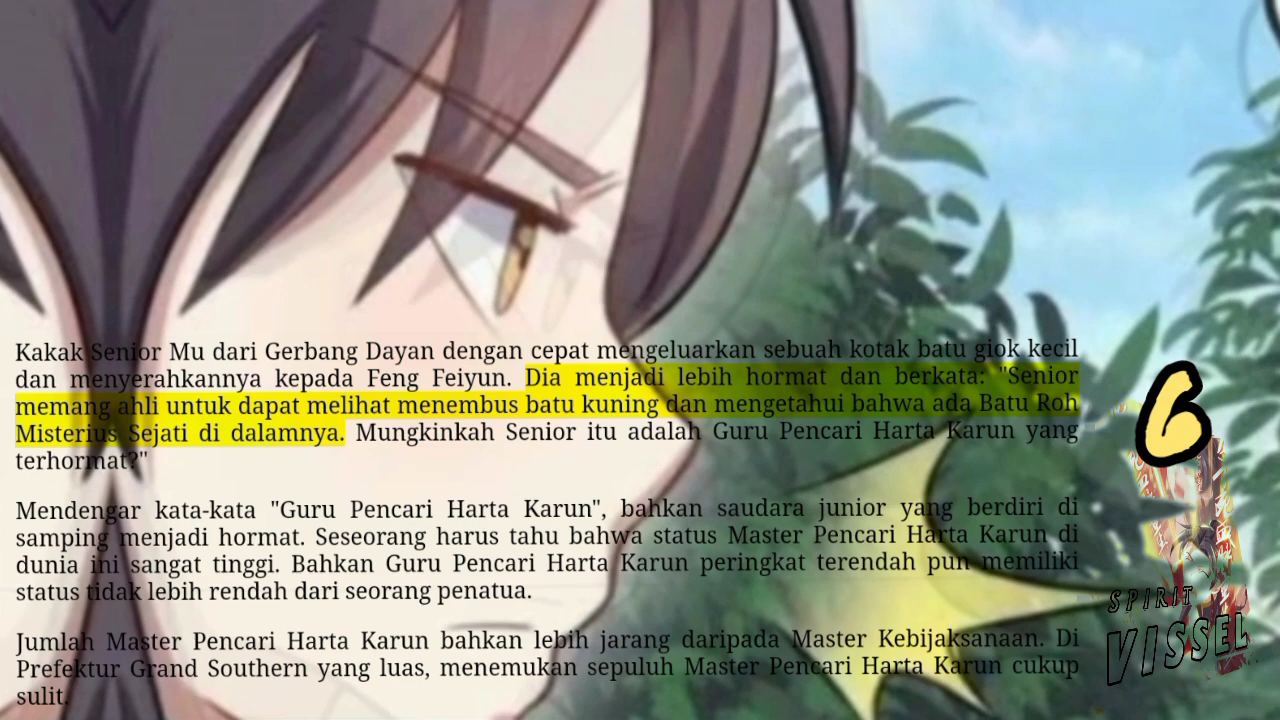 Kakak Senior Mu dari Gerbang Dayan dengan cepat mengeluarkan sebuah kotak batu giok kecil
dan menyerahkannya kepada Feng Feiyun. Dia menjadi lebih hormat dan berkata: "Senior
memang ahli untuk dapat melihat menembus batu kuning dan mengetahui bahwa ada Batu Roh
Misterius Sejati di dalamnya. Mungkinkah Senior itu adalah Guru Pencari Harta Karun yang
terhormat?"
Mendengar kata-kata "Guru Pencari Harta Karun", bahkan saudara junior yang berdiri di
samping menjadi hormat. Seseorang harus tahu bahwa status Master Pencari Harta Karun di
dunia ini sangat tinggi. Bahkan Guru Pencari Harta Karun peringkat terendah pun memiliki
status tidak lebih rendah dari seorang penatua.
Jumlah Master Pencari Harta Karun bahkan lebih jarang daripada Master Kebijaksanaan. Di
Prefektur Grand Southern yang luas, menemukan sepuluh Master Pencari Harta Karun cukup
sulit.
6
SPIRIT
VISSEL